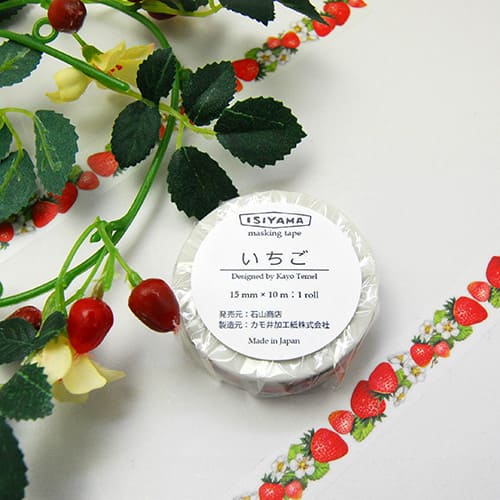 ISIYAMA
masking tape
いちご
Designed by Kayo Temel
15 mm × 10 m : 1 roll
発売元:石山商店
製造元:カモ井加工紙株式会社
Made in Japan